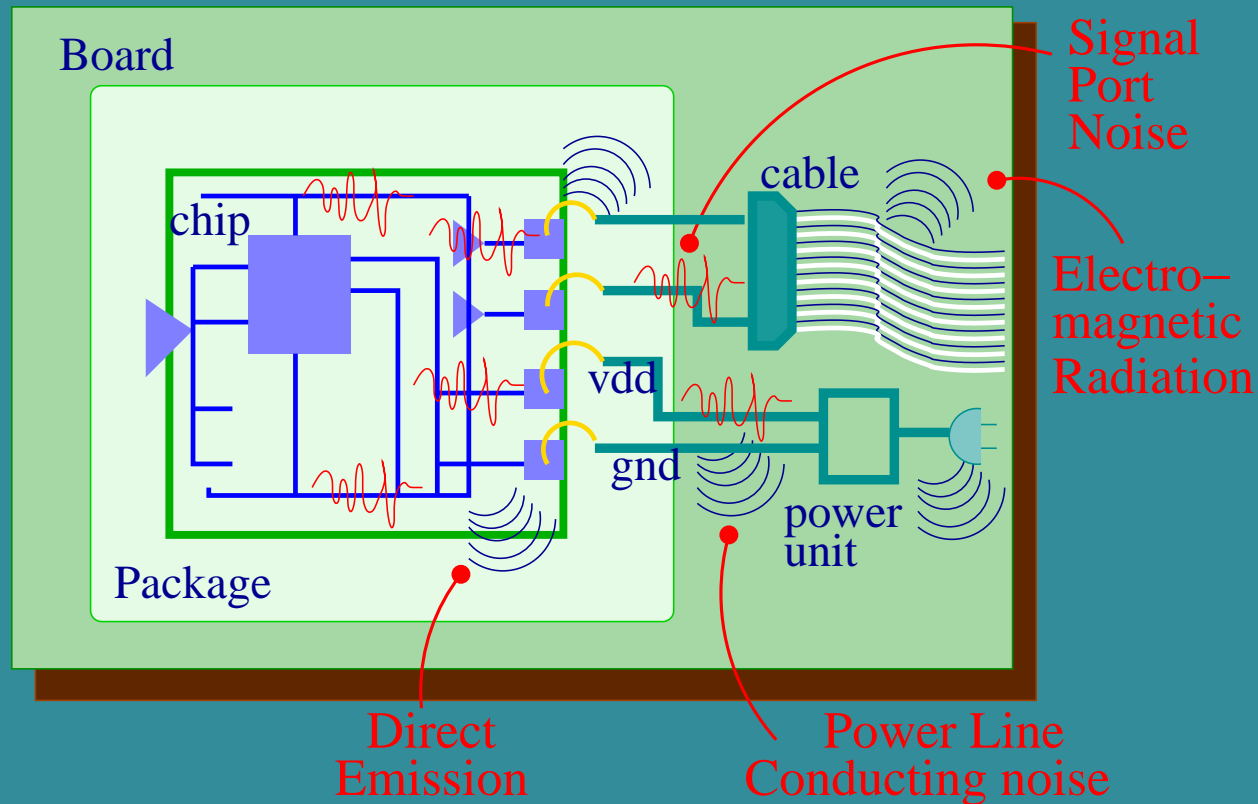 Board
Signal
Port
Noise
cable
chip
Electro–
magnetic
Radiation
vdd
gnd
power
unit
Package
Direct
Emission
Power Line
Conducting noise